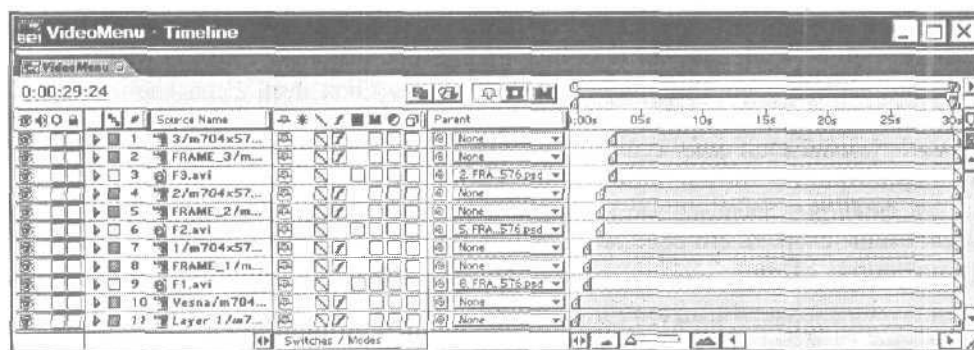 VideoMenu · Timeline
VideoMenu
0:00:29:24
# Source Name Parent :00s 05s 10s 15s 20s 25s 30s
1 3/m704x57... None
2 FRAME_3/m... None
3 F3.avi 2. FRA...576.psd
4 2/m704x57... None
5 FRAME_2/m... None
6 F2.avi 5. FRA...576.psd
7 1/m704x57... None
8 FRAME_1/m... None
9 F1.avi 8. FRA...576.psd
10 Vesna/m704... None
11 Layer 1/m7... None
Switches / Modes